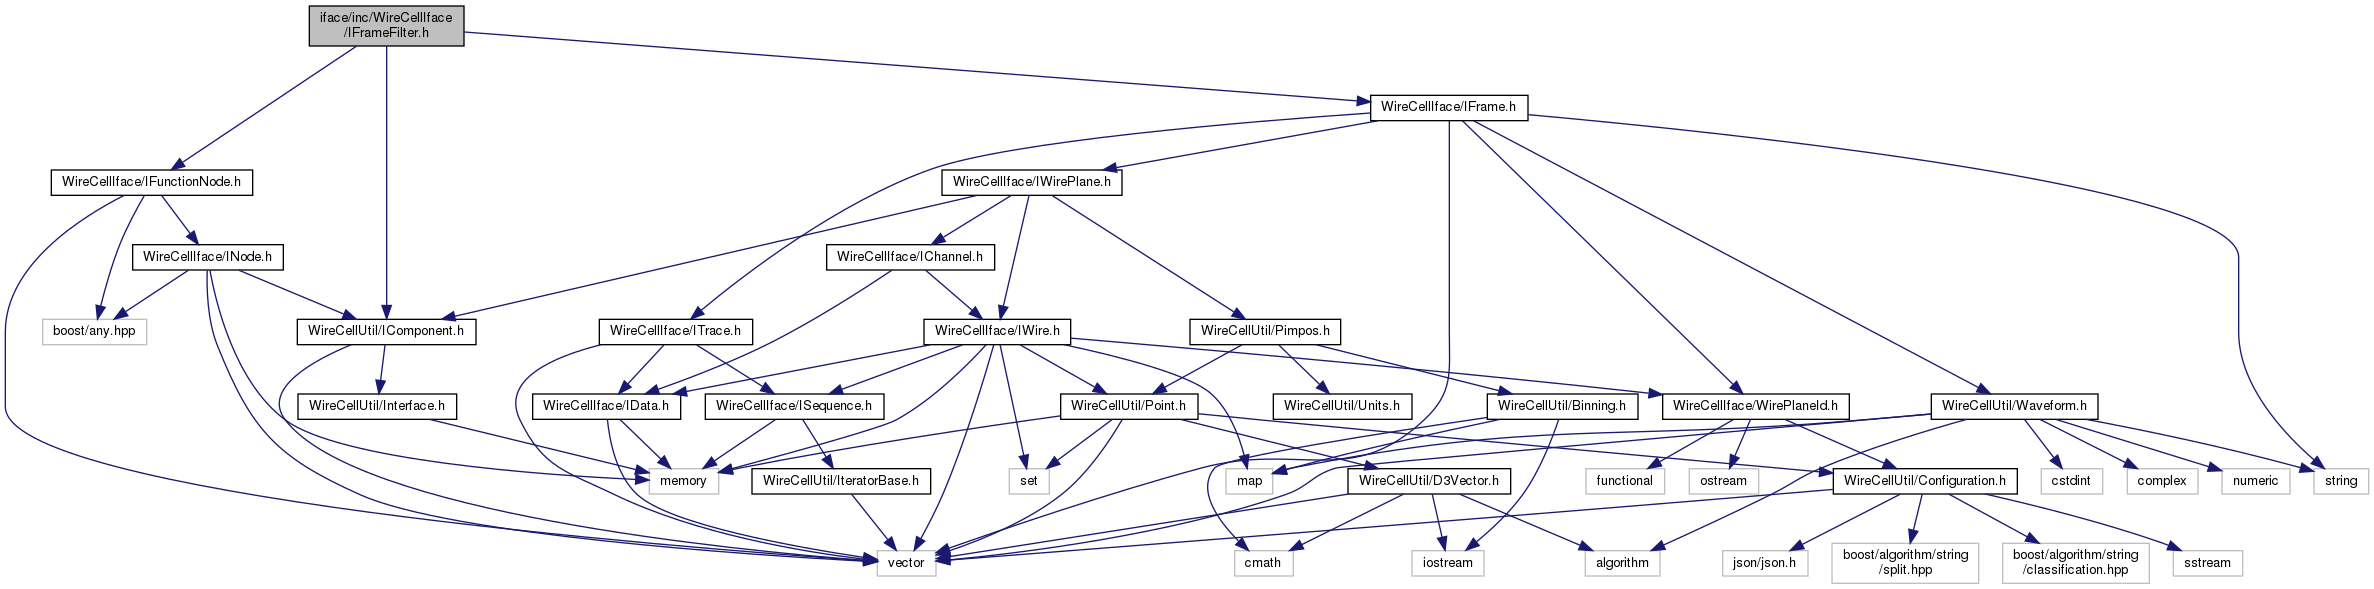 iface/inc/WireCellIface
/IFrameFilter.h
WireCellIface/IFrame.h
WireCellIface/IFunctionNode.h
WireCellIface/IWirePlane.h
WireCellIface/INode.h
WireCellIface/IChannel.h
boost/any.hpp
WireCellUtil/IComponent.h
WireCellIface/ITrace.h
WireCellIface/IWire.h
WireCellUtil/Pimpos.h
WireCellUtil/Interface.h
WireCellIface/IData.h
WireCellIface/ISequence.h
WireCellUtil/Point.h
WireCellUtil/Units.h
WireCellUtil/Binning.h
WireCellIface/WirePlaneId.h
WireCellUtil/Waveform.h
memory
WireCellUtil/IteratorBase.h
set
map
WireCellUtil/D3Vector.h
functional
ostream
WireCellUtil/Configuration.h
cstdint
complex
numeric
string
vector
cmath
iostream
algorithm
json/json.h
boost/algorithm/string
/split.hpp
boost/algorithm/string
/classification.hpp
sstream